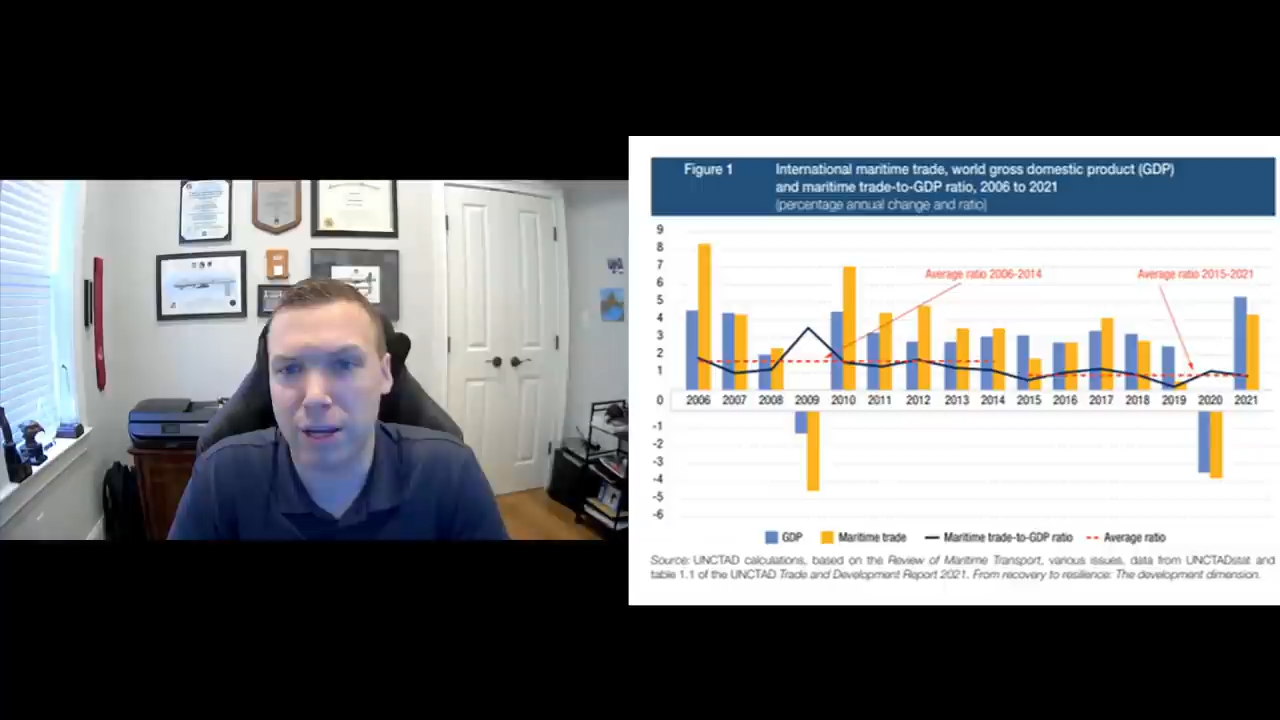 Figure 1
International maritime trade, world gross domestic product (GDP)
and maritime trade-to-GDP ratio, 2006 to 2021
(percentage annual change and ratio)
9
8
7
6
5
4
3
2
1
0
-1
-2
-3
-4
-5
-6
Average ratio 2006-2014
Average ratio 2015-2021
2006 2007 2008 2009 2010 2011 2012 2013 2014 2015 2016 2017 2018 2019 2020 2021
GDP Maritime trade Maritime trade-to-GDP ratio Average ratio
Source: UNCTAD calculations, based on the Review of Maritime Transport, various issues, data from UNCTADstat and
table 1.1 of the UNCTAD Trade and Development Report 2021. From recovery to resilience: The development dimension.